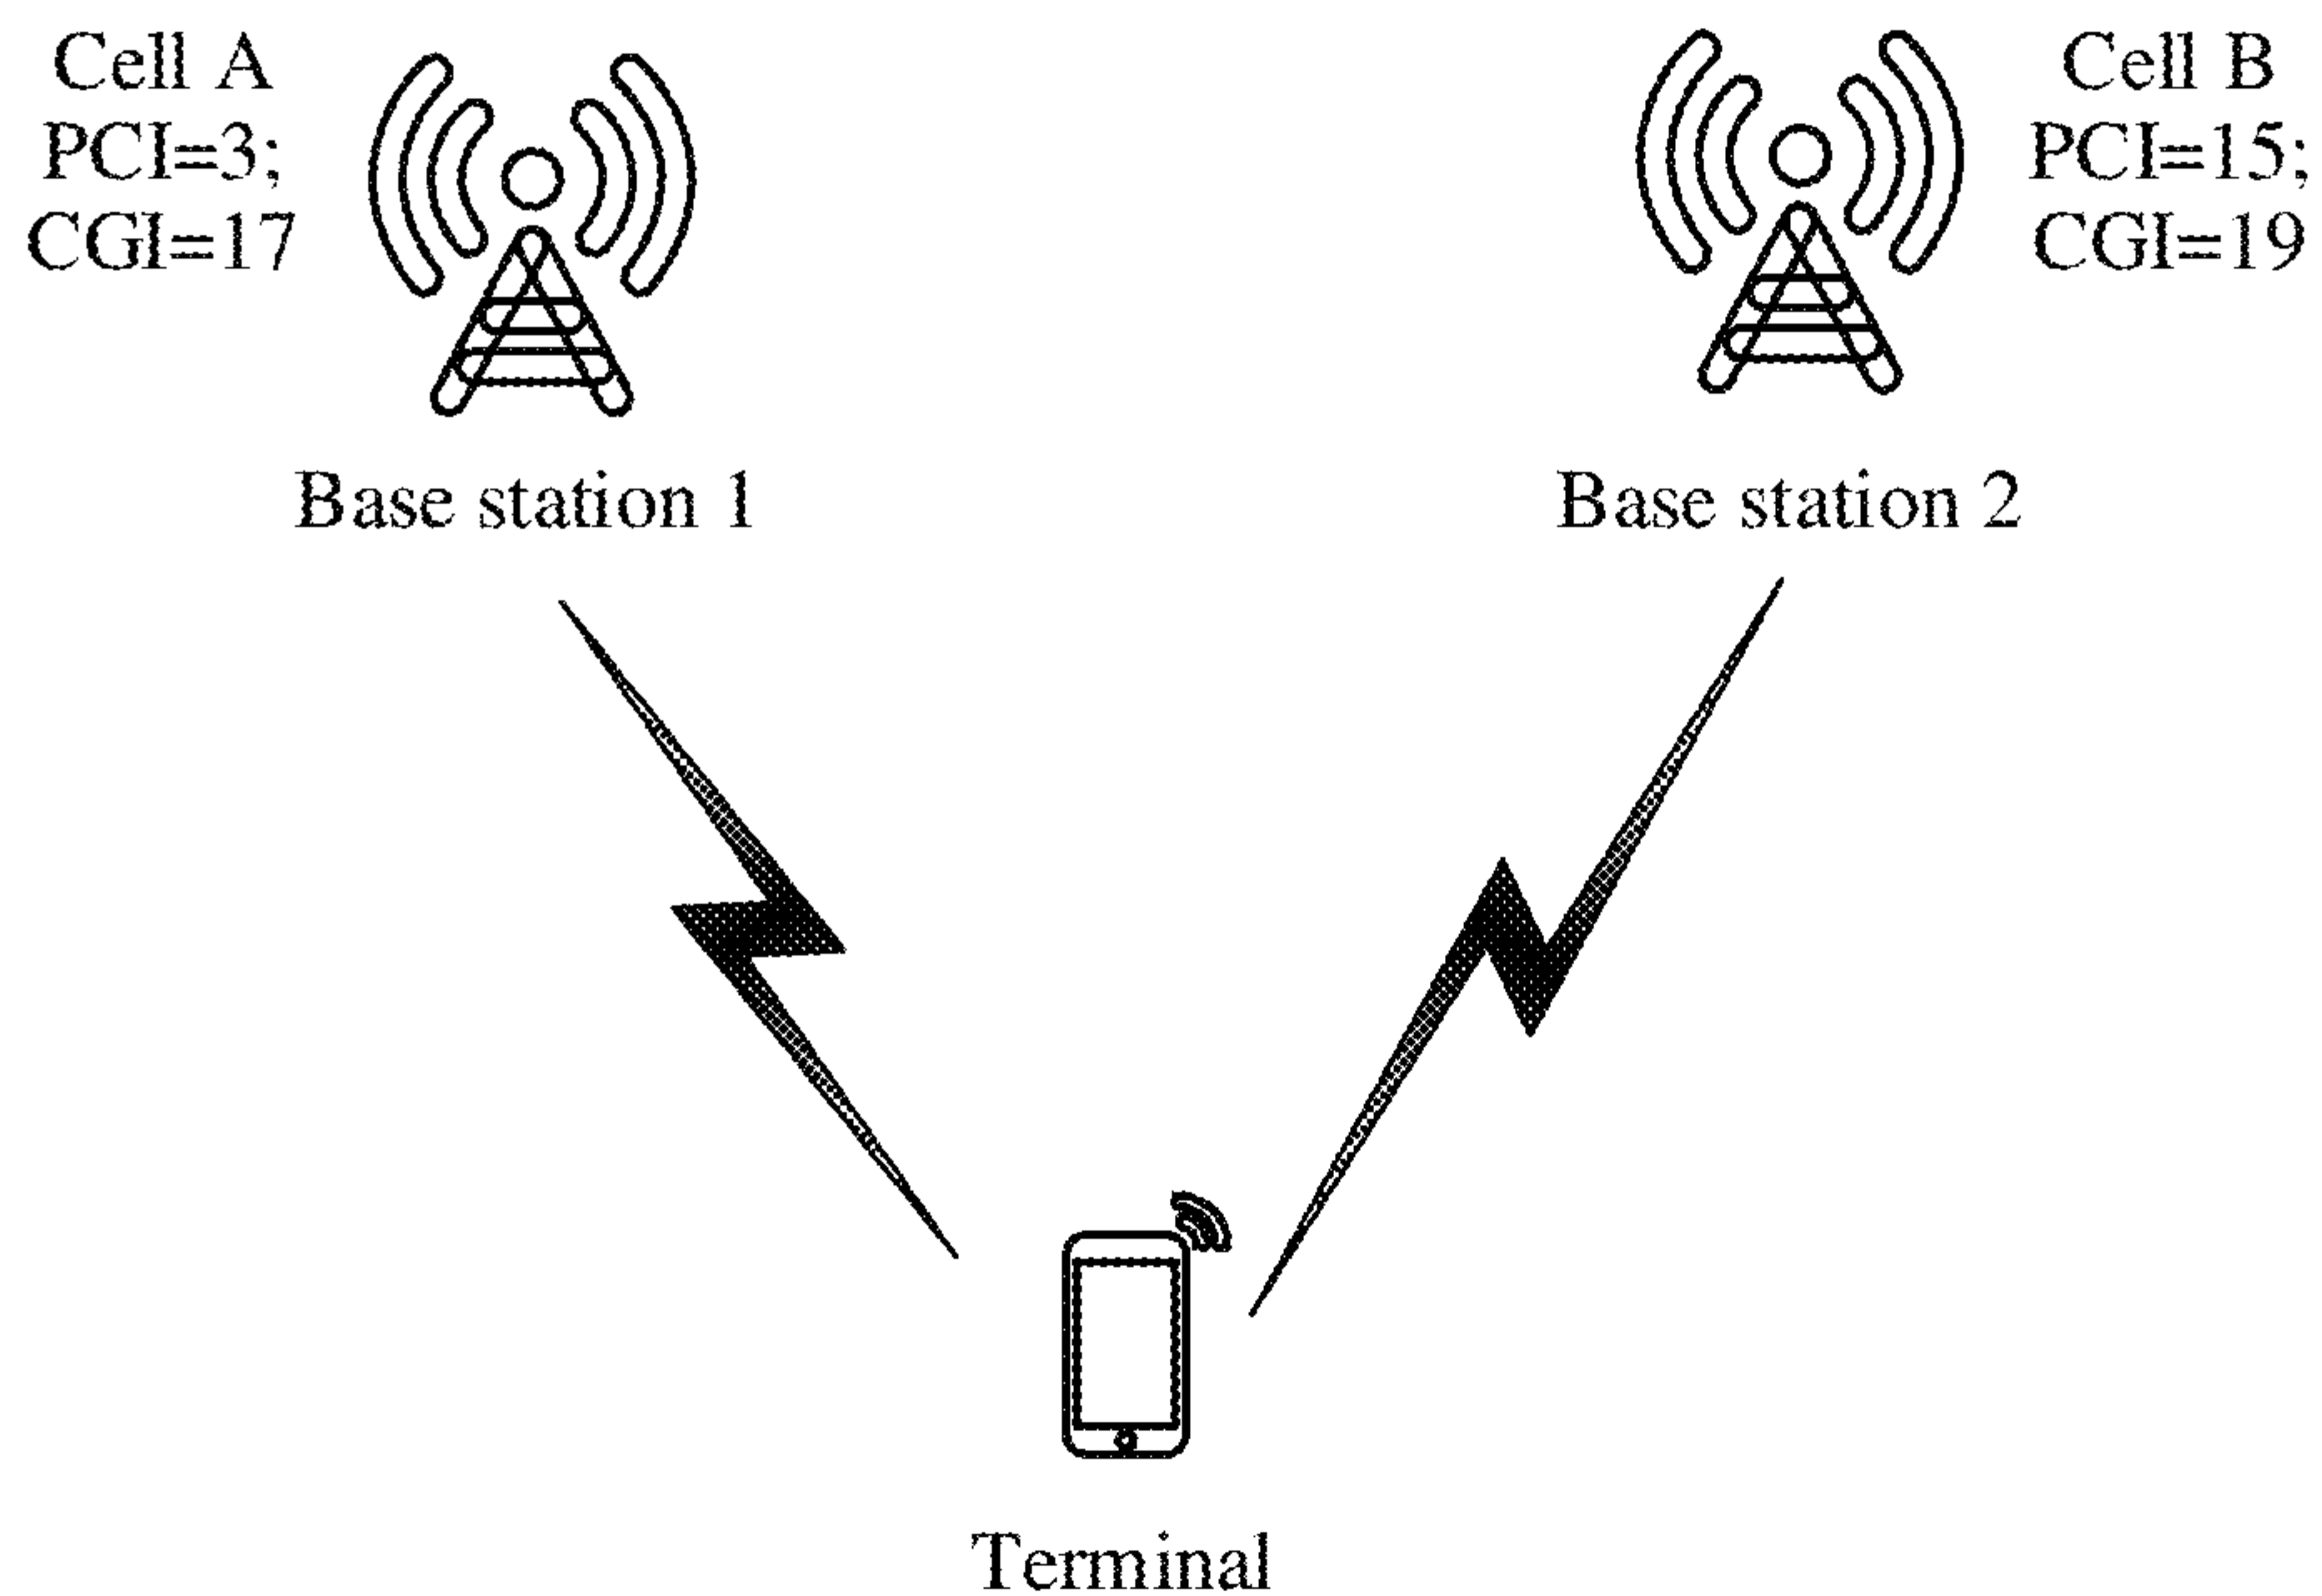 Cell A
PCI=3;
CGI=17
Cell B
PCI=15;
CGI=19
Base station 1
Base station 2
Terminal